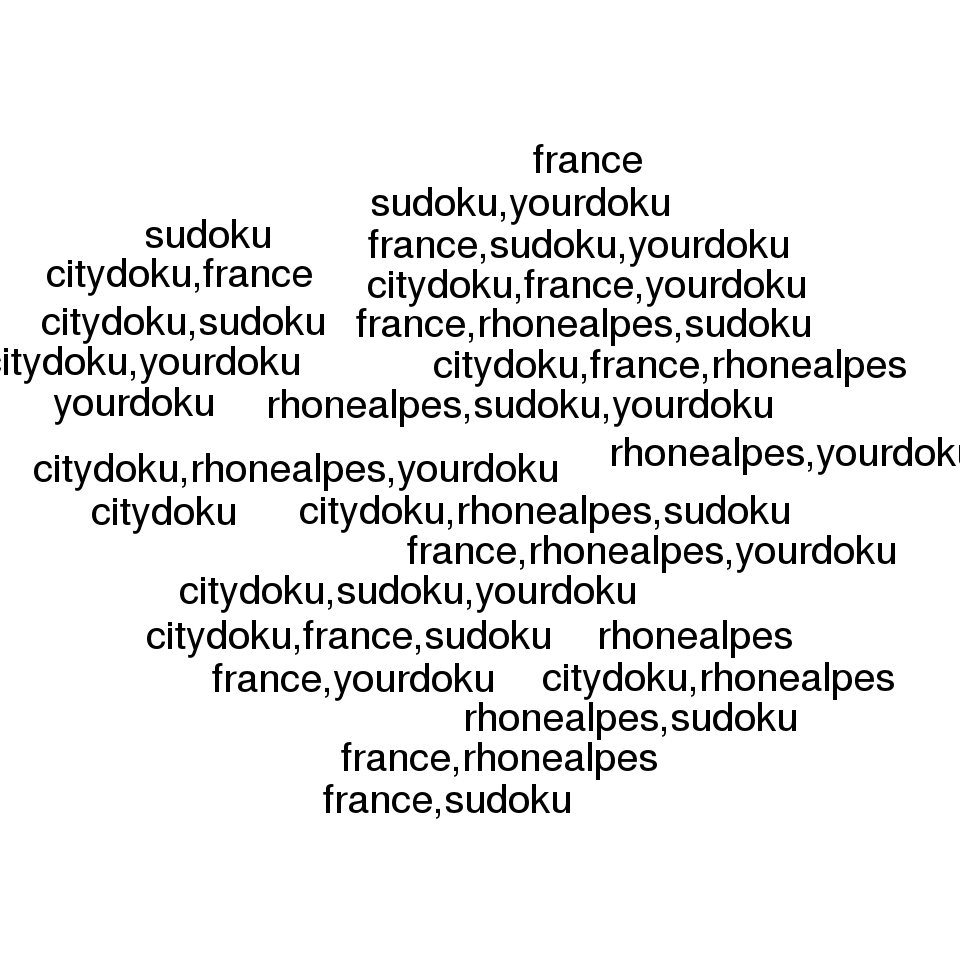 france
sudoku,yourdoku
sudoku
france,sudoku,yourdoku
citydoku,france
citydoku,france,yourdoku
citydoku,sudoku
france,rhonealpes,sudoku
citydoku,yourdoku
citydoku,france,rhonealpes
yourdoku
rhonealpes,sudoku,yourdoku
rhonealpes,yourdoku
citydoku,rhonealpes,yourdoku
citydoku
citydoku,rhonealpes,sudoku
france,rhonealpes,yourdoku
citydoku,sudoku,yourdoku
citydoku,france,sudoku
rhonealpes
france,yourdoku
citydoku,rhonealpes
rhonealpes,sudoku
france,rhonealpes
france,sudoku